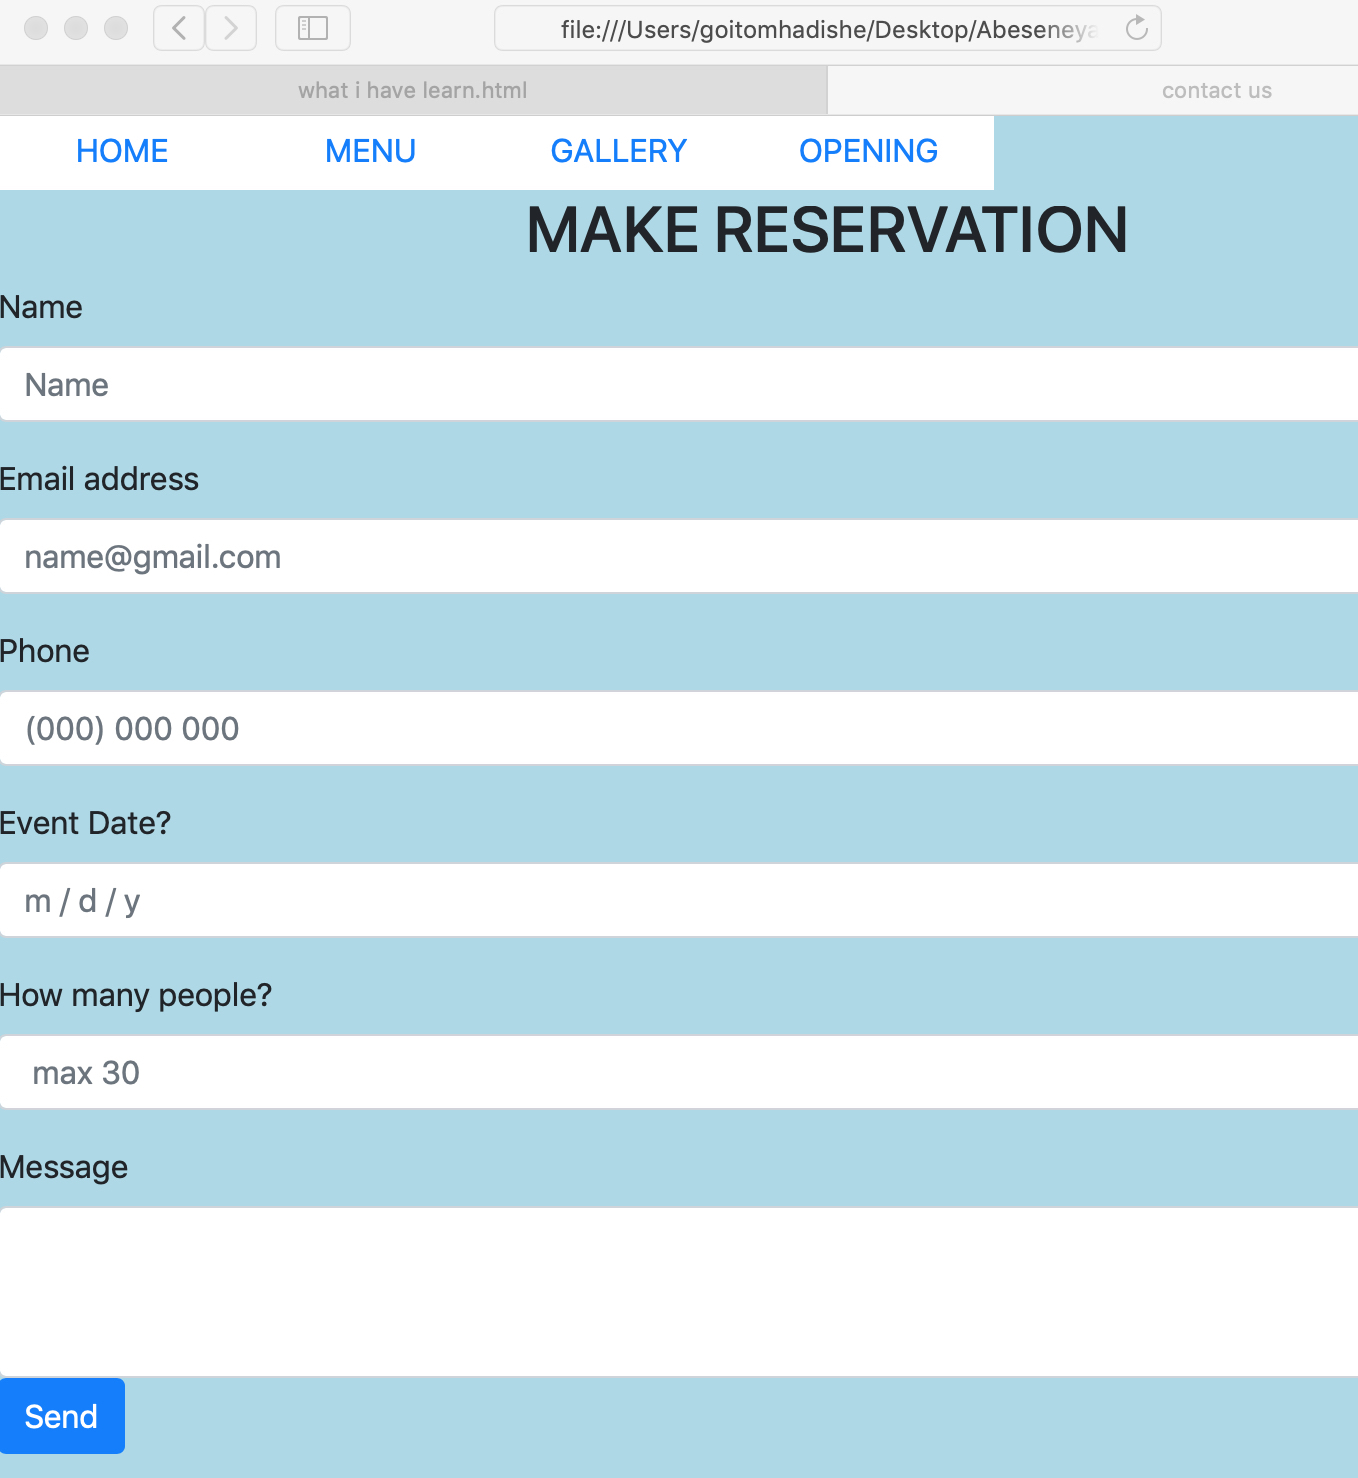 file:///Users/goitomhadishe/Desktop/Abeseneya
what i have learn.html contact us
HOME MENU GALLERY OPENING
MAKE RESERVATION
Name
Name
Email address
name@gmail.com
Phone
(000) 000 000
Event Date?
m / d / y
How many people?
max 30
Message
Send